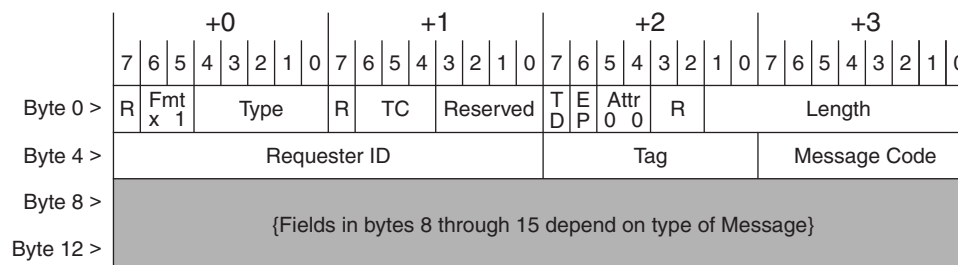 +0 +1 +2 +3
7 6 5 4 3 2 1 0 7 6 5 4 3 2 1 0 7 6 5 4 3 2 1 0 7 6 5 4 3 2 1 0
Byte 0 > R Fmt x 1 Type R TC Reserved TD EP Attr 0 0 R Length
Byte 4 > Requester ID Tag Message Code
Byte 8 >
{Fields in bytes 8 through 15 depend on type of Message}
Byte 12 >